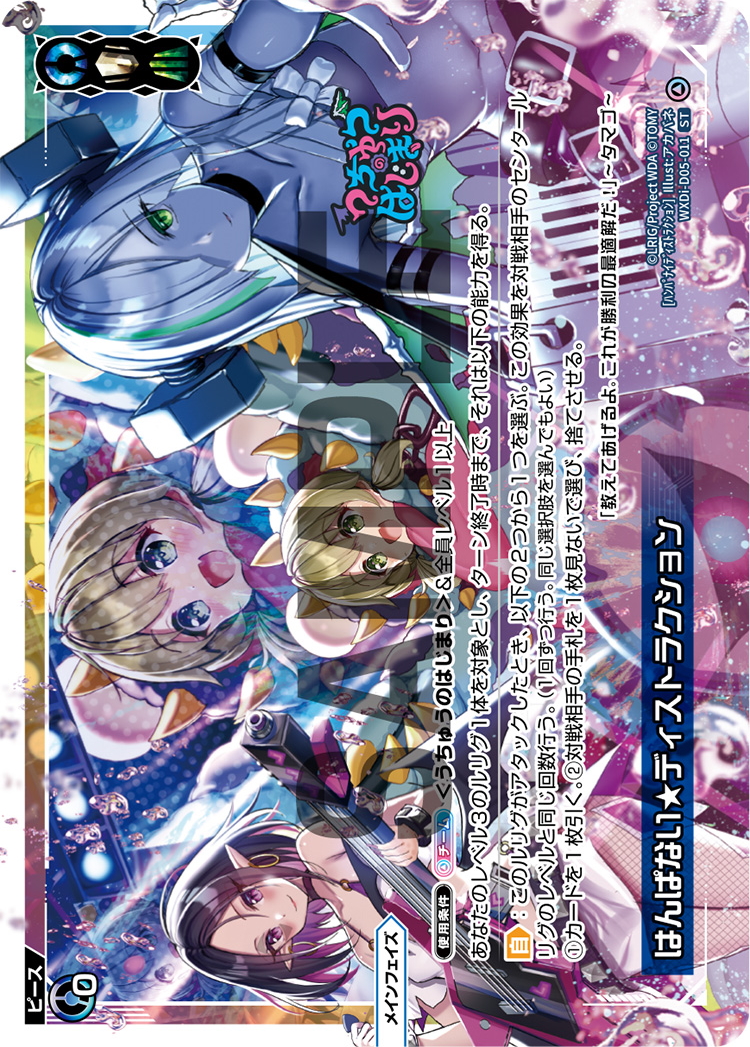 ピース
0
メインフェイズ
うちゅうの
はじまり
SAMPLE
使用条件 チーム ＜うちゅうのはじまり＞&全員レベル１以上
あなたのレベル３のルリグ１体を対象とし、ターン終了時まで、それは以下の能力を得る。
自：このルリグがアタックしたとき、以下の２つから１つを選ぶ。この効果を対戦相手のセンタール
リグのレベルと同じ回数行う。（１回ずつ行う。同じ選択肢を選んでもよい）
①カードを１枚引く。②対戦相手の手札を１枚見ないで選び、捨てさせる。
「教えてあげるよ。これが勝利の最適解だ！」～タマゴ～
はんぱない★ディストラクション
©LRIG/Project WDA ©TOMY
[ハンパナイディストラクション] Illust:アカバネ
WXDi-D05-011 ST